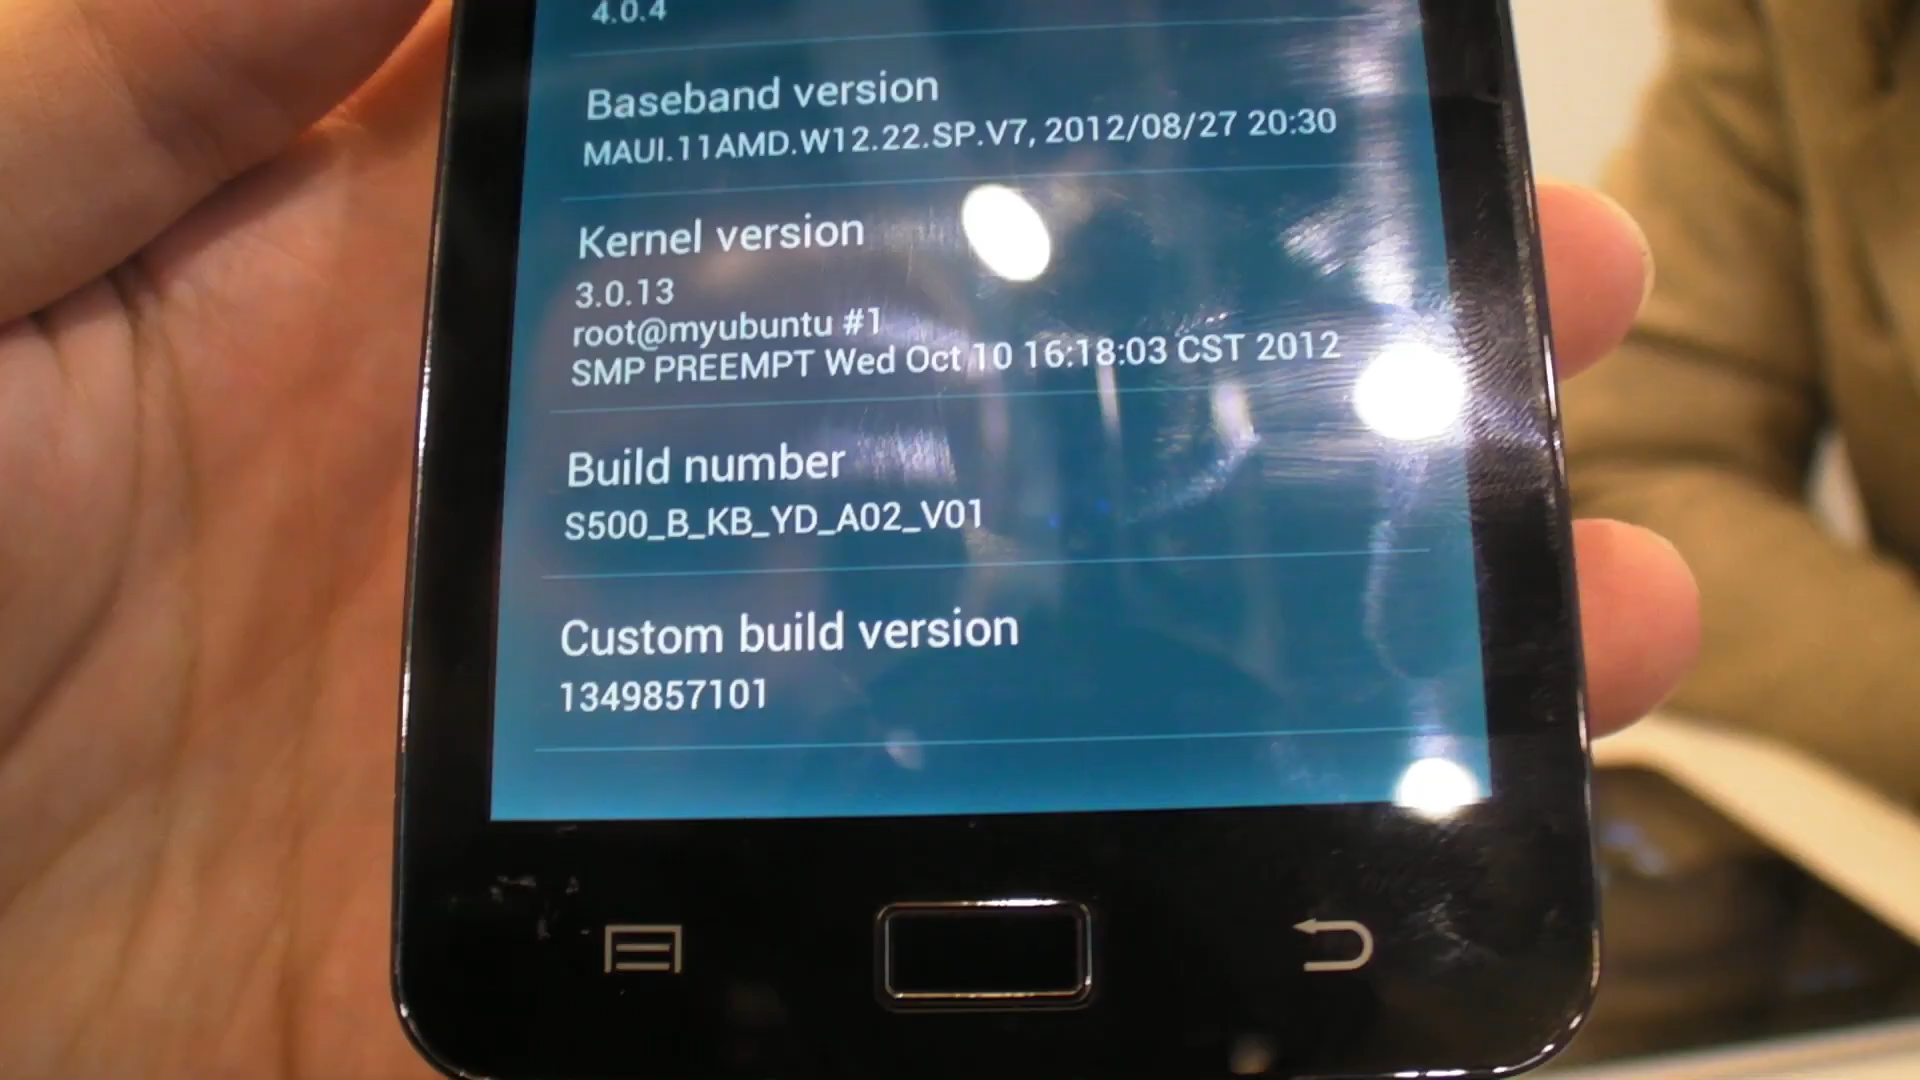 4.0.4
Baseband version
MAUI.11AMD.W12.22.SP.V7, 2012/08/27 20:30
Kernel version
3.0.13
root@myubuntu #1
SMP PREEMPT Wed Oct 10 16:18:03 CST 2012
Build number
S500_B_KB_YD_A02_V01
Custom build version
1349857101